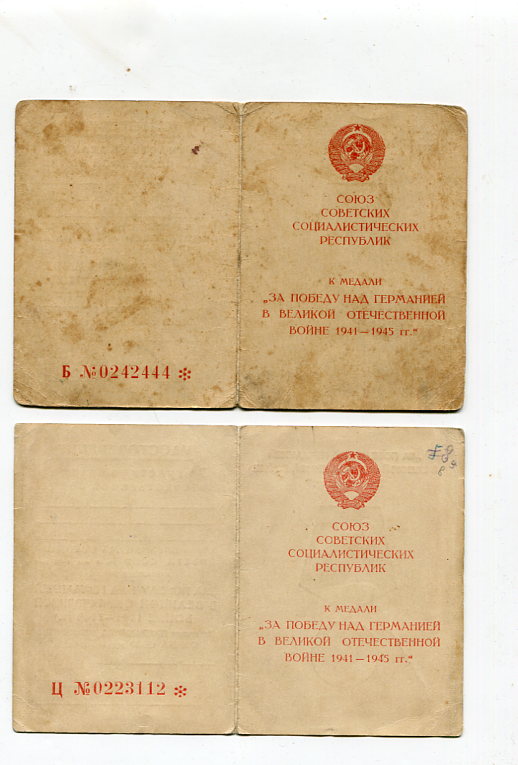 СОЮЗ
СОВЕТСКИХ
СОЦИАЛИСТИЧЕСКИХ
РЕСПУБЛИК
К МЕДАЛИ
„ЗА ПОБЕДУ НАД ГЕРМАНИЕЙ
В ВЕЛИКОЙ ОТЕЧЕСТВЕННОЙ
ВОЙНЕ 1941—1945 гг.“
Б №0242444 ✻
СОЮЗ
СОВЕТСКИХ
СОЦИАЛИСТИЧЕСКИХ
РЕСПУБЛИК
К МЕДАЛИ
„ЗА ПОБЕДУ НАД ГЕРМАНИЕЙ
В ВЕЛИКОЙ ОТЕЧЕСТВЕННОЙ
ВОЙНЕ 1941—1945 гг.“
Ц №0223112 ✻